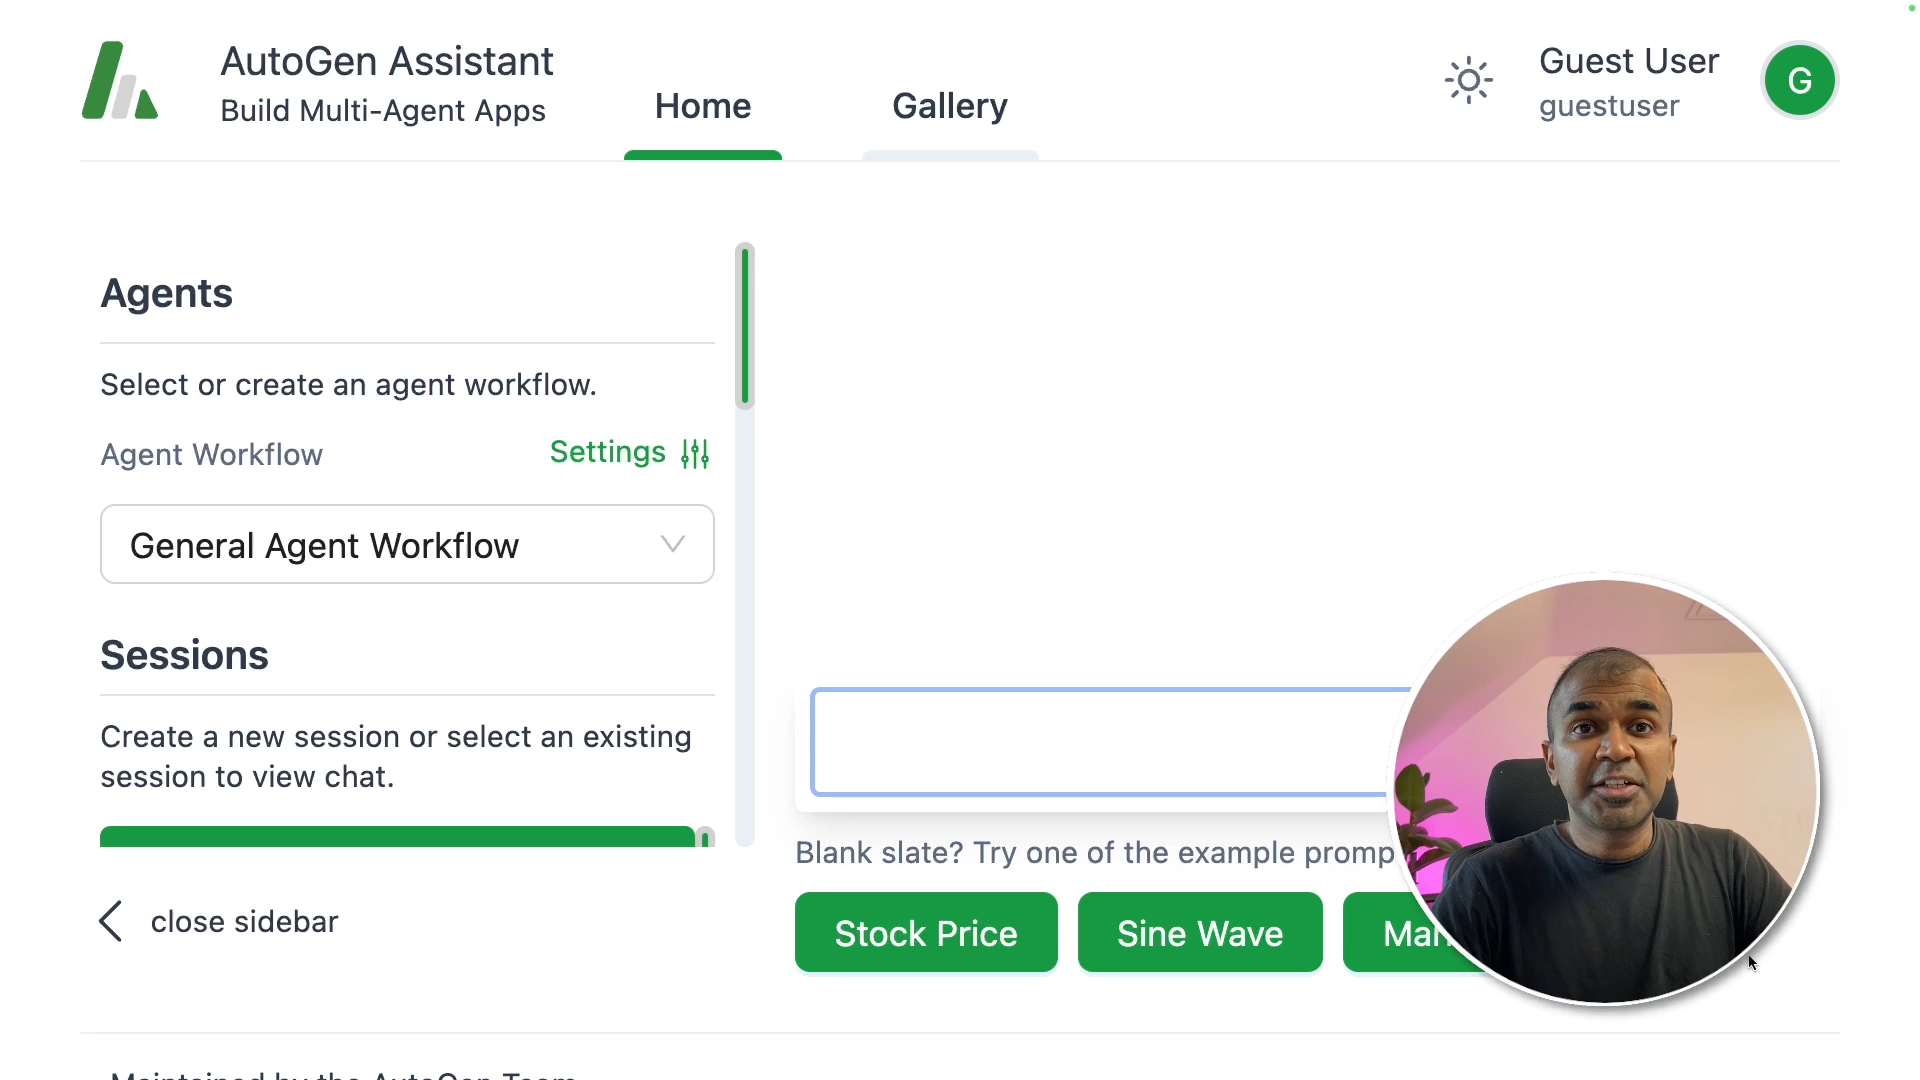 AutoGen Assistant
Build Multi-Agent Apps
Home
Gallery
Guest User
guestuser
G
Agents
Select or create an agent workflow.
Agent Workflow
Settings
General Agent Workflow
Sessions
Create a new session or select an existing
session to view chat.
close sidebar
Blank slate? Try one of the example
Stock Price
Sine Wave
Maintained by the AutoGen Team